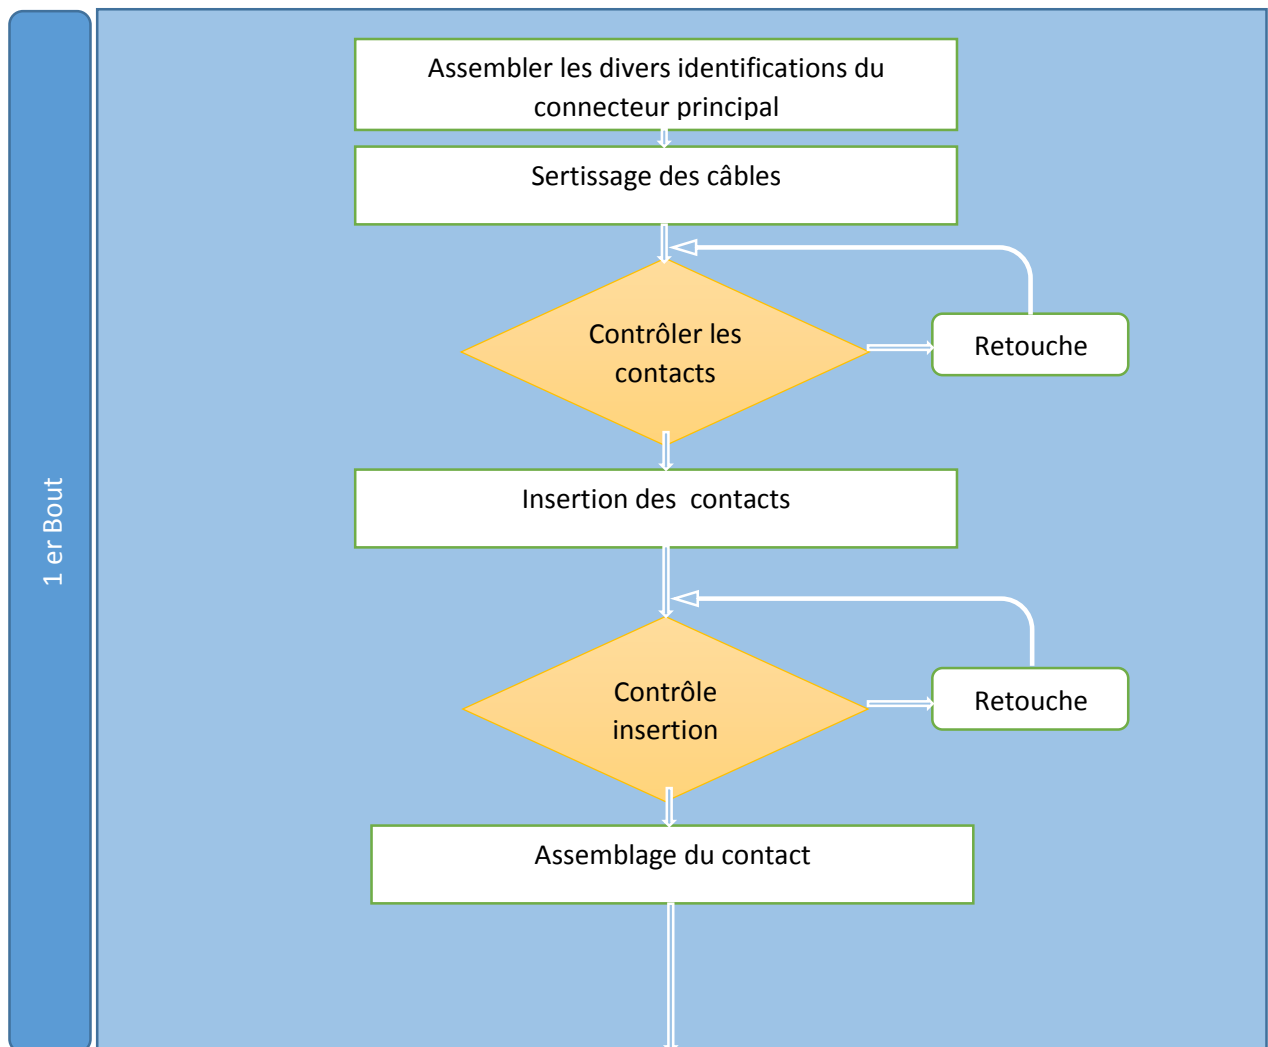 1 er Bout
Assembler les divers identifications du
connecteur principal
Sertissage des câbles
Contrôler les
contacts
Retouche
Insertion des  contacts
Contrôle
insertion
Retouche
Assemblage du contact